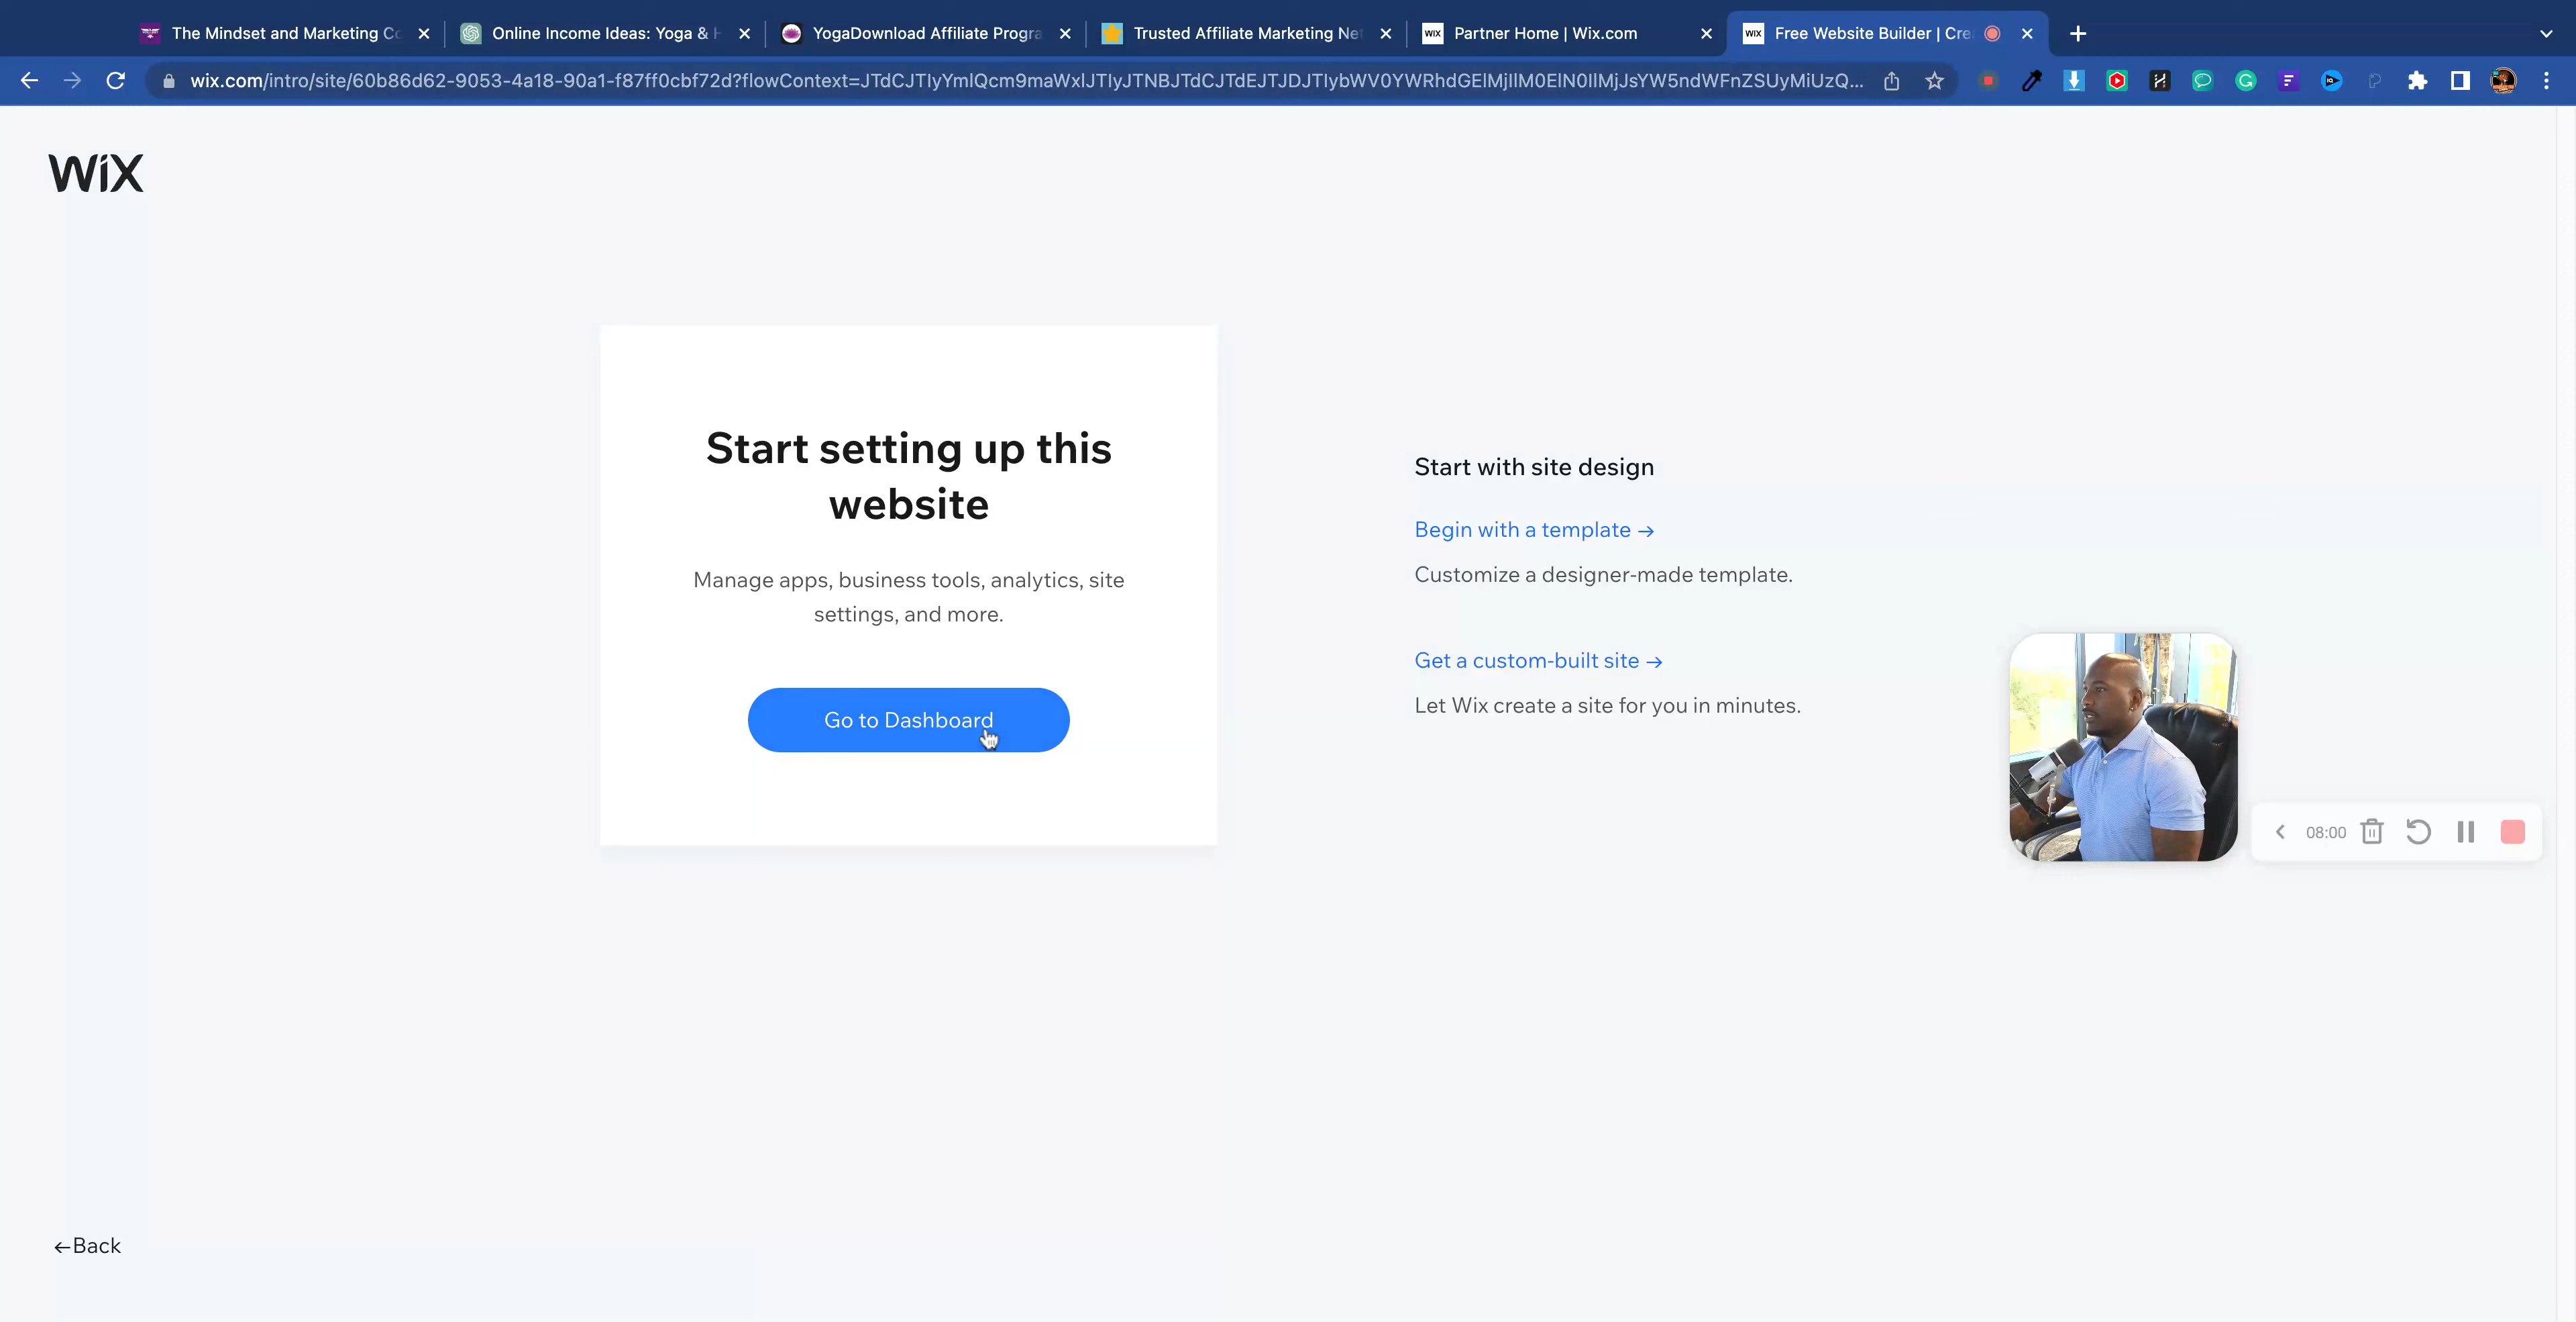 The Mindset and Marketing Co
Online Income Ideas: Yoga & H
YogaDownload Affiliate Progra
Trusted Affiliate Marketing Net
WIX Partner Home | Wix.com
WIX Free Website Builder | Cre
wix.com/intro/site/60b86d62-9053-4a18-90a1-f87ff0cbf72d?flowContext=
WiX
Start setting up this
website
Manage apps, business tools, analytics, site
settings, and more.
Go to Dashboard
Start with site design
Begin with a template →
Customize a designer-made template.
Get a custom-built site →
Let Wix create a site for you in minutes.
08:00
←Back